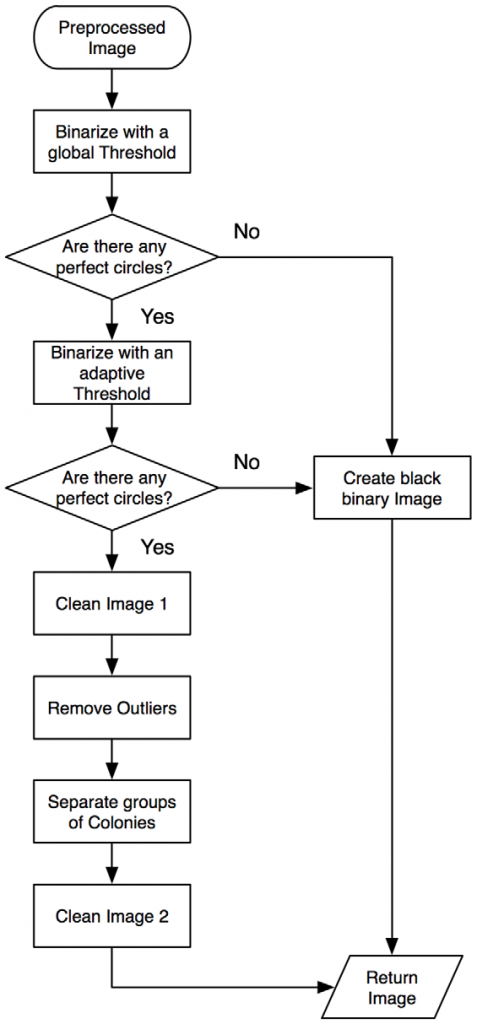 Preprocessed
Image
Binarize with a
global Threshold
Are there any
perfect circles?
No
Yes
Binarize with an
adaptive
Threshold
Are there any
perfect circles?
No
Create black
binary Image
Yes
Clean Image 1
Remove Outliers
Separate groups
of Colonies
Clean Image 2
Return
Image